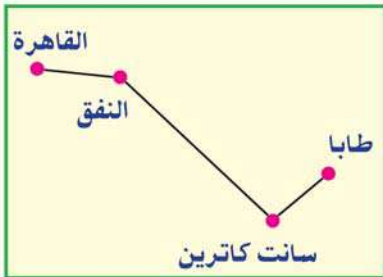 القاهرة
النفق
طابا
سانت كاترين